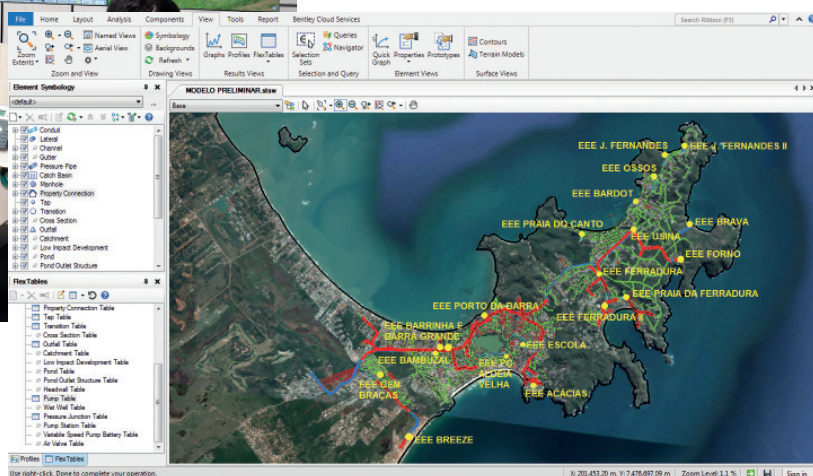 File Home Layout Analysis Components View Tools Report Bentley Cloud Services
Search Ribbon (F3)
Zoom Extents
Named Views
Aerial View
Zoom and View
Symbology
Backgrounds
Refresh
Drawing Views
Graphs Profiles FlexTables
Results Views
Selection Sets
Queries
Navigator
Selection and Query
Quick Graph
Properties
Prototypes
Element Views
Contours
Terrain Models
Surface Views
Element Symbology
<default>
Conduit
Lateral
Channel
Gutter
Pressure Pipe
Catch Basin
Manhole
Property Connection
Tap
Transition
Cross Section
Outfall
Catchment
Low Impact Development
Pond
Pond Outlet Structure
FlexTables
Property Connection Table
Tap Table
Transition Table
Cross Section Table
Outfall Table
Catchment Table
Low Impact Development Table
Pond Table
Pond Outlet Structure Table
Headwall Table
Pump Table
Wet Well Table
Pressure Junction Table
Pump Station Table
Variable Speed Pump Battery Table
Air Valve Table
Profiles FlexTables
MODELO PRELIMINAR.stsw
Base
EEE J. FERNANDES
EEE J. FERNANDES II
EEE OSSOS
EEE BARDOT
EEE PRAIA DO CANTO
EEE BRAVA
EEE USINA
EEE FORNO
EEE FERRADURA
EEE PRAIA DA FERRADURA
EEE PORTO DA BARRA
EEE FERRADURA II
EEE BARRINHA E
BARRA GRANDE
EEE BAMBUZAL
EEE ESCOLA
EEE PÇ
ALDEIA
VELHA
EEE CEM
BRAÇAS
EEE ACÁCIAS
EEE BREEZE
Use right-click, Done to complete your operation.
X: 201.453,20 m, Y: 7.476.697,09 m Zoom Level: 1.1 % Sign in